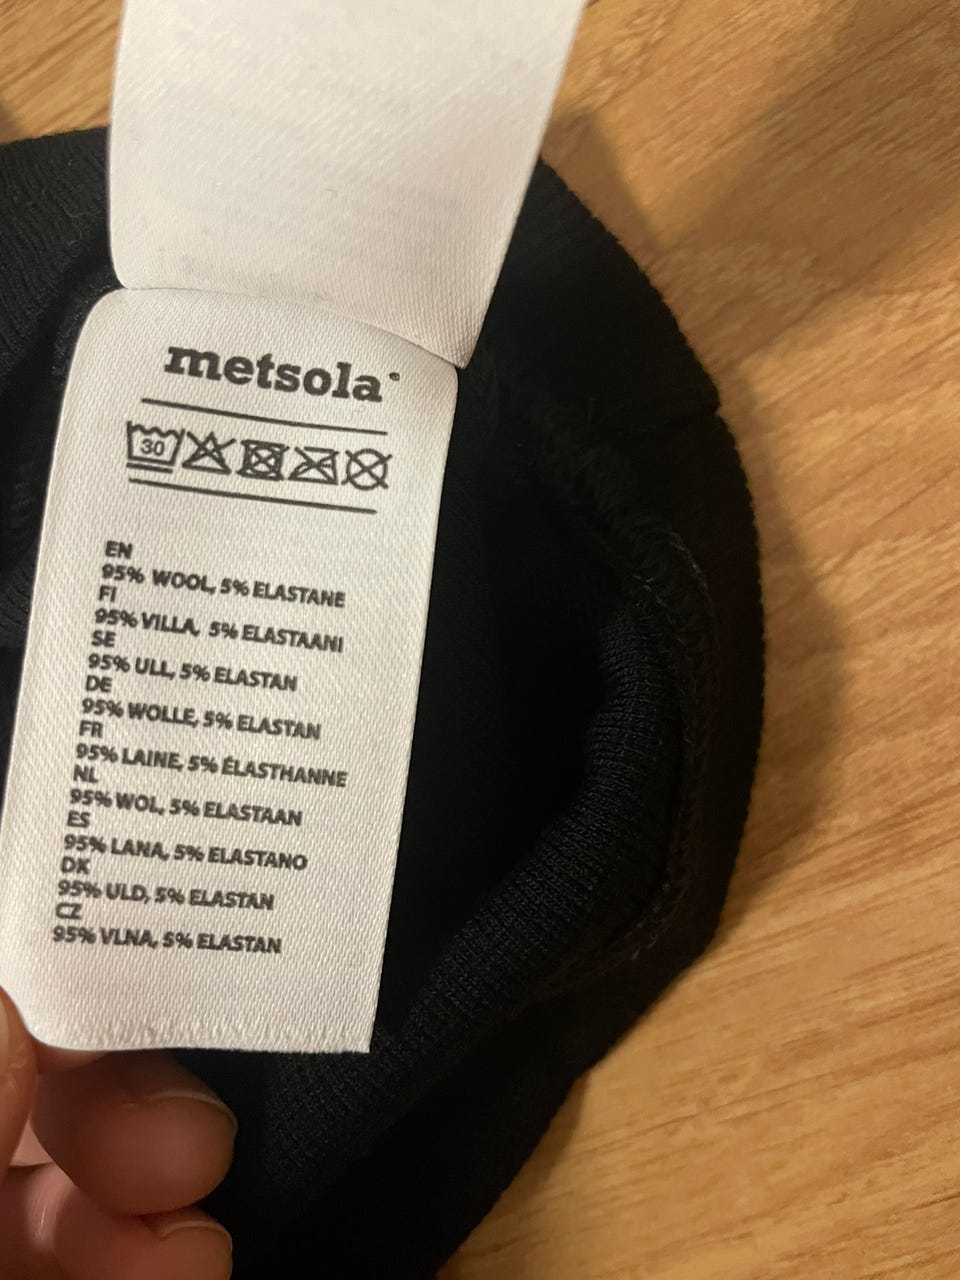 metsola®
30
EN
95% WOOL, 5% ELASTANE
FI
95% VILLA, 5% ELASTAANI
SE
95% ULL, 5% ELASTAN
DE
95% WOLLE, 5% ELASTAN
FR
95% LAINE, 5% ÉLASTHANNE
NL
95% WOL, 5% ELASTAAN
ES
95% LANA, 5% ELASTANO
DK
95% ULD, 5% ELASTAN
CZ
95% VLNA, 5% ELASTAN